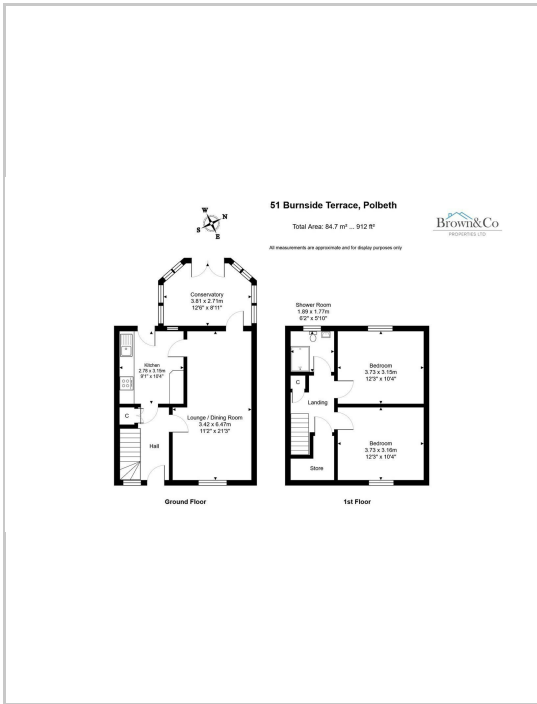 51 Burnside Terrace, Polbeth
Total Area: 84.7 m² ... 912 ft²
All measurements are approximate and for display purposes only
Brown&Co
PROPERTIES LTD
W
N
S
E
Conservatory
3.81 x 2.71m
12'6" x 8'11"
Kitchen
2.78 x 3.15m
9'1" x 10'4"
Lounge / Dining Room
3.42 x 6.47m
11'2" x 21'3"
C
Hall
Ground Floor
Shower Room
1.89 x 1.77m
6'2" x 5'10"
Bedroom
3.73 x 3.15m
12'3" x 10'4"
C
Landing
Bedroom
3.73 x 3.16m
12'3" x 10'4"
Store
1st Floor